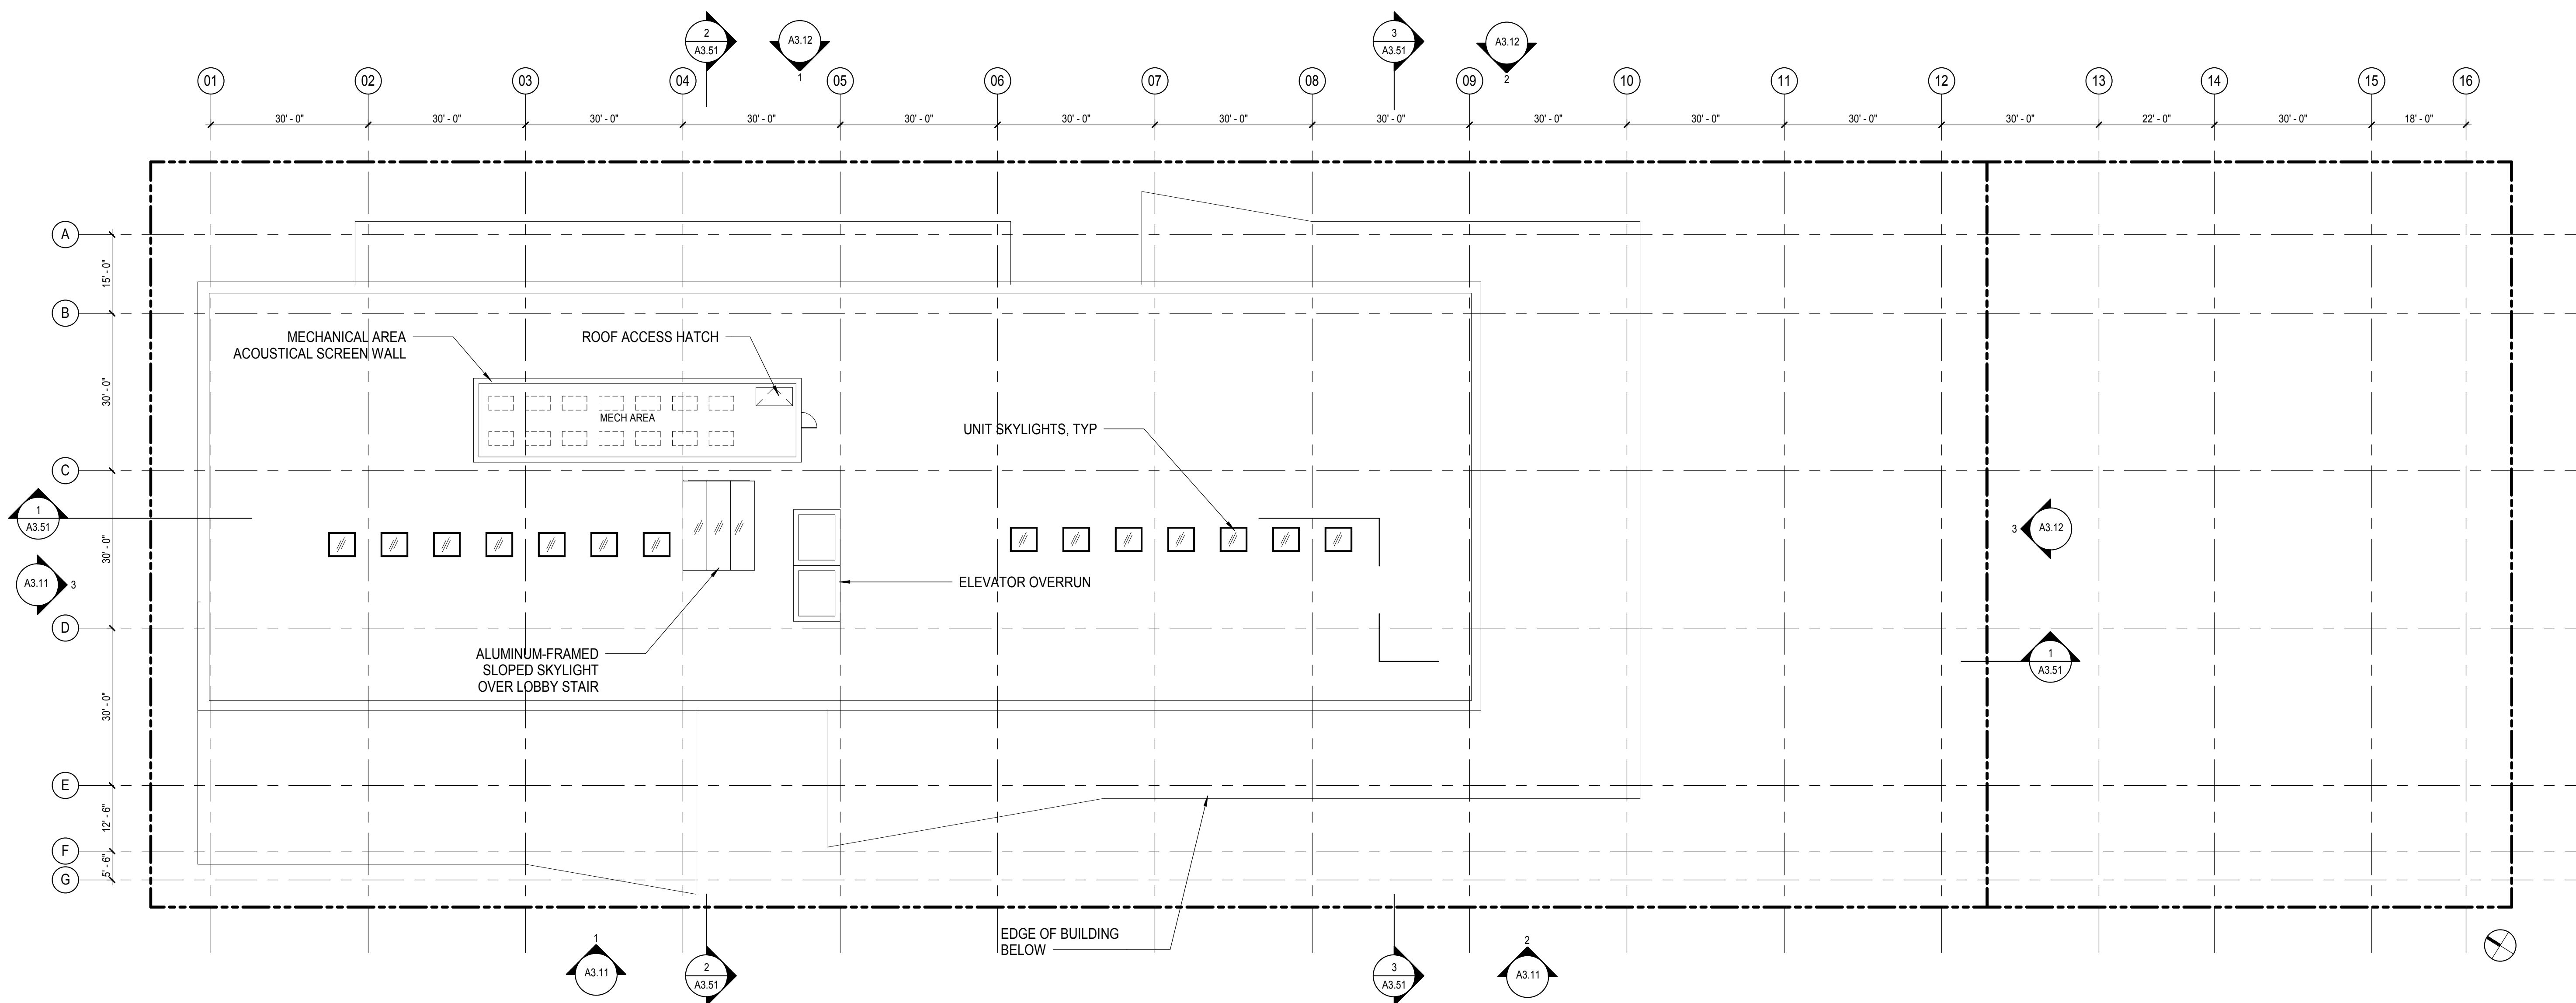 2
A3.51
A3.12
1
3
A3.51
A3.12
2
01
02
03
04
05
06
07
08
09
10
11
12
13
14
15
16
30' - 0"
30' - 0"
30' - 0"
30' - 0"
30' - 0"
30' - 0"
30' - 0"
30' - 0"
30' - 0"
30' - 0"
30' - 0"
30' - 0"
22' - 0"
30' - 0"
18' - 0"
A
15' - 0"
B
30' - 0"
C
30' - 0"
D
30' - 0"
E
12' - 6"
F
5' - 6"
G
MECHANICAL AREA
ACOUSTICAL SCREEN WALL
ROOF ACCESS HATCH
MECH AREA
UNIT SKYLIGHTS, TYP
1
A3.51
A3.11
3
3
A3.12
ELEVATOR OVERRUN
ALUMINUM-FRAMED
SLOPED SKYLIGHT
OVER LOBBY STAIR
1
A3.51
EDGE OF BUILDING
BELOW
1
A3.11
2
A3.51
3
A3.51
2
A3.11